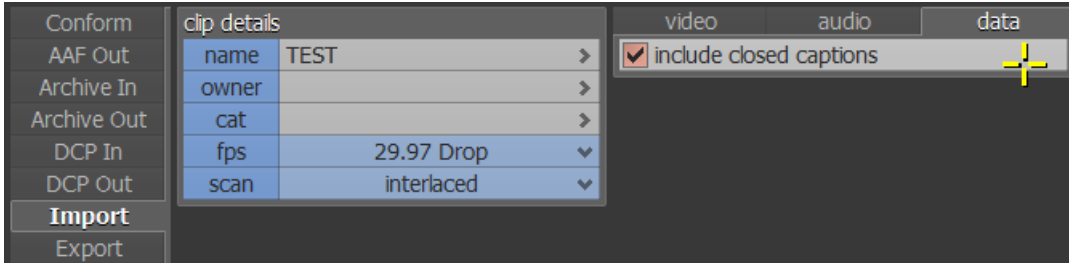 Conform
AAF Out
Archive In
Archive Out
DCP In
DCP Out
Import
Export
clip details
name TEST
owner
cat
fps 29.97 Drop
scan interlaced
video audio data
include closed captions